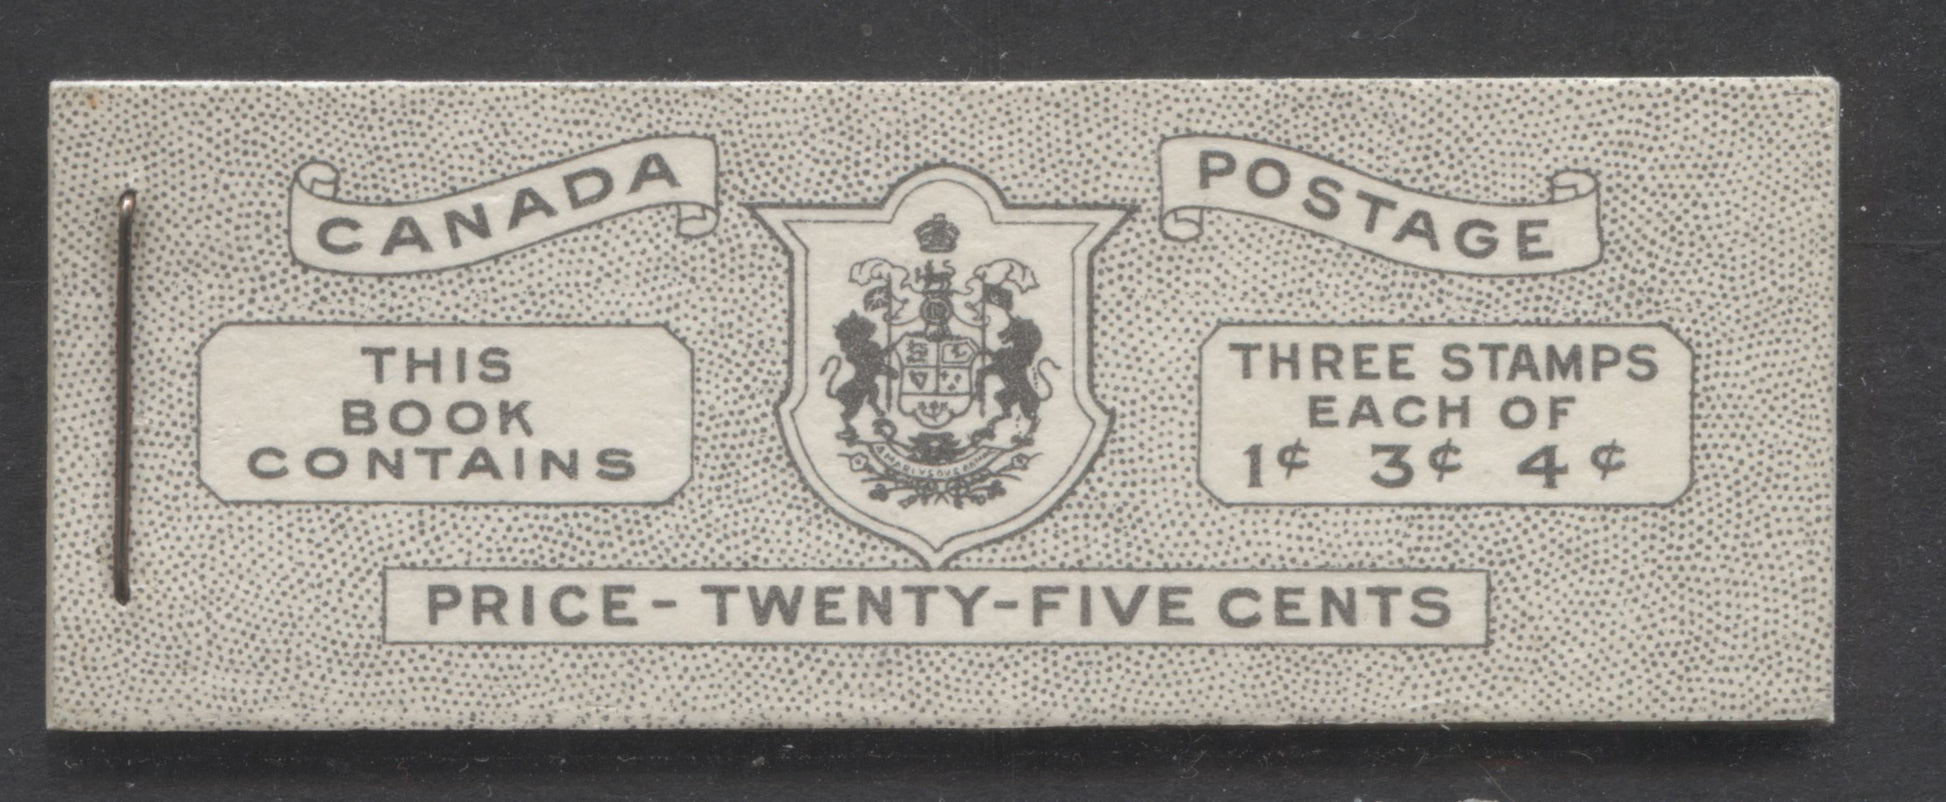 CANADA
POSTAGE
THIS
BOOK
CONTAINS
THREE STAMPS
EACH OF
1¢ 3¢ 4¢
PRICE - TWENTY-FIVE CENTS